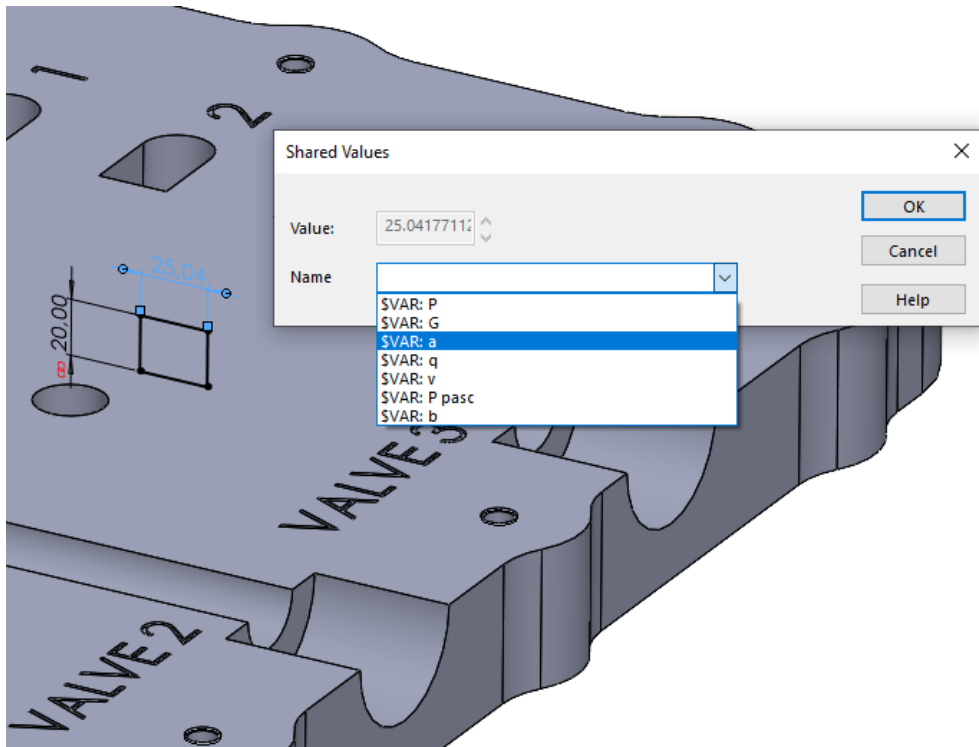 1
2
Shared Values
Value:
25.04177112
OK
Name
Cancel
Help
$VAR: P
$VAR: G
$VAR: a
$VAR: q
$VAR: v
$VAR: P pasc
$VAR: b
25,04
20,00
VALVE 3
VALVE 2